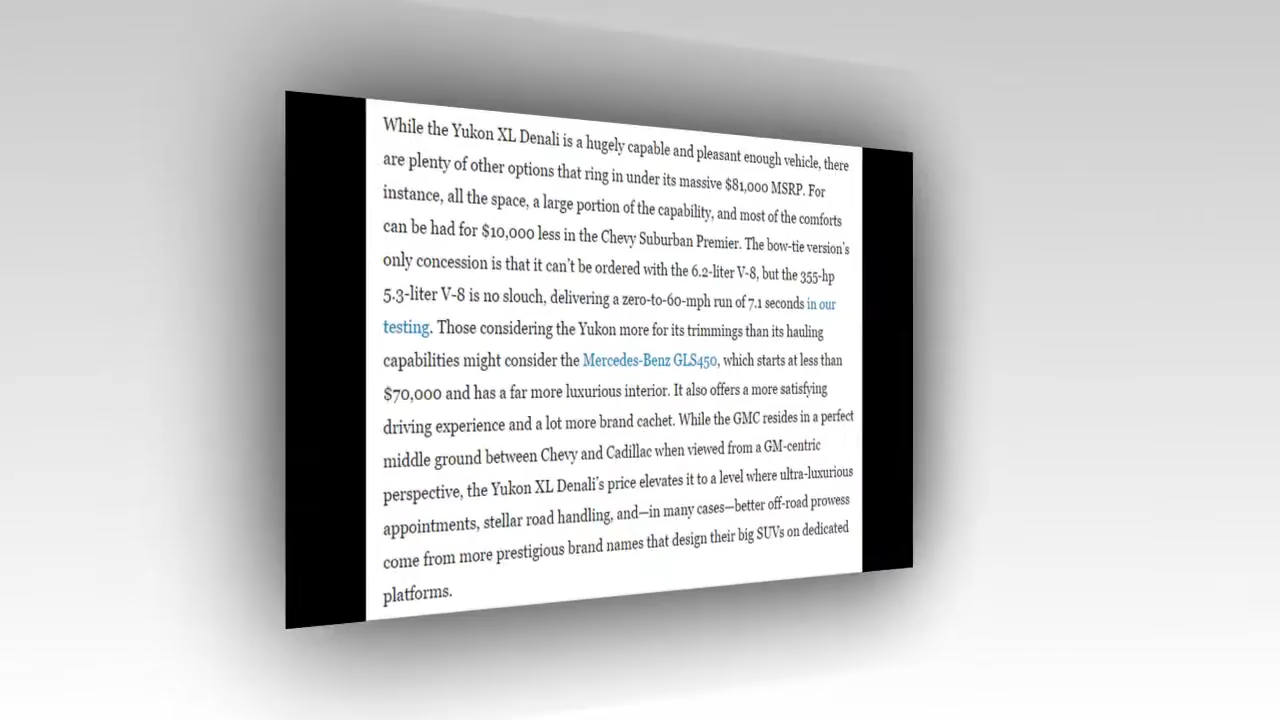 While the Yukon XL Denali is a hugely capable and pleasant enough vehicle, there
are plenty of other options that ring in under its massive $81,000 MSRP. For
instance, all the space, a large portion of the capability, and most of the comforts
can be had for $10,000 less in the Chevy Suburban Premier. The bow-tie version's
only concession is that it can't be ordered with the 6.2-liter V-8, but the 355-hp
5.3-liter V-8 is no slouch, delivering a zero-to-60-mph run of 7.1 seconds in our
testing. Those considering the Yukon more for its trimmings than its hauling
capabilities might consider the Mercedes-Benz GLS450, which starts at less than
$70,000 and has a far more luxurious interior. It also offers a more satisfying
driving experience and a lot more brand cachet. While the GMC resides in a perfect
middle ground between Chevy and Cadillac when viewed from a GM-centric
perspective, the Yukon XL Denali's price elevates it to a level where ultra-luxurious
appointments, stellar road handling, and—in many cases—better off-road prowess
come from more prestigious brand names that design their big SUVs on dedicated
platforms.